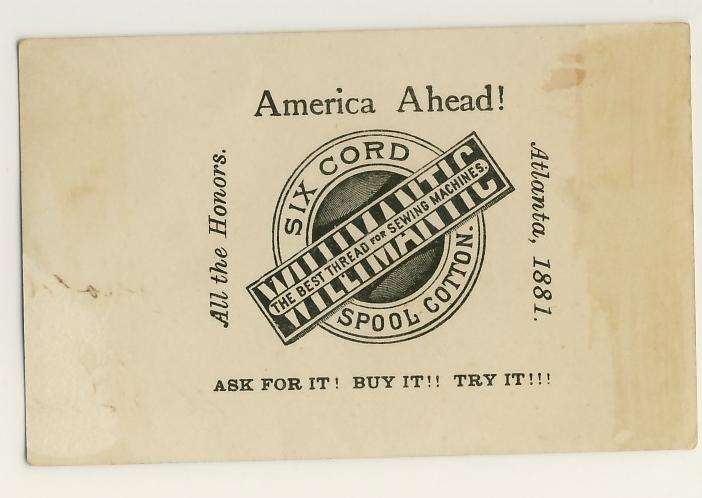 America Ahead!
All the Honors.
SIX CORD
WILLIMANTIC
THE BEST THREAD FOR SEWING MACHINES.
SPOOL COTTON.
Atlanta, 1881.
ASK FOR IT! BUY IT!! TRY IT!!!